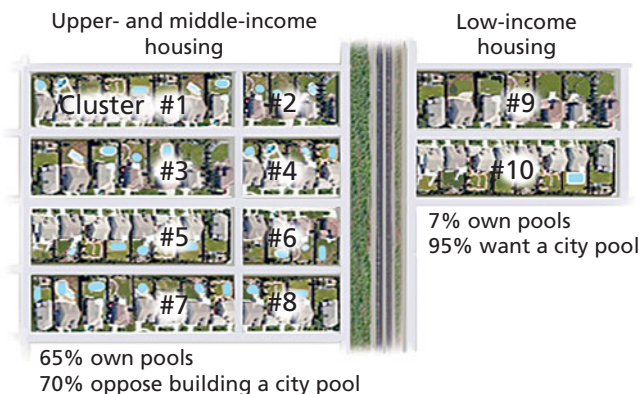 Upper- and middle-income
housing
Cluster #1
#2
#3
#4
#5
#6
#7
#8
65% own pools
70% oppose building a city pool
Low-income
housing
#9
#10
7% own pools
95% want a city pool